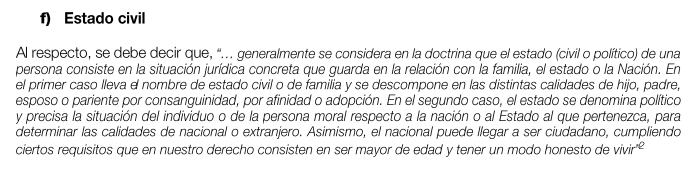 f) Estado civil
Al respecto, se debe decir que, "… generalmente se considera en la doctrina que el estado (civil o político) de una
persona consiste en la situación jurídica concreta que guarda en la relación con la familia, el estado o la Nación. En
el primer caso lleva el nombre de estado civil o de familia y se descompone en las distintas calidades de hijo, padre,
esposo o pariente por consanguinidad, por afinidad o adopción. En el segundo caso, el estado se denomina político
y precisa la situación del individuo o de la persona moral respecto a la nación o al Estado al que pertenezca, para
determinar las calidades de nacional o extranjero. Asimismo, el nacional puede llegar a ser ciudadano, cumpliendo
ciertos requisitos que en nuestro derecho consisten en ser mayor de edad y tener un modo honesto de vivir"2